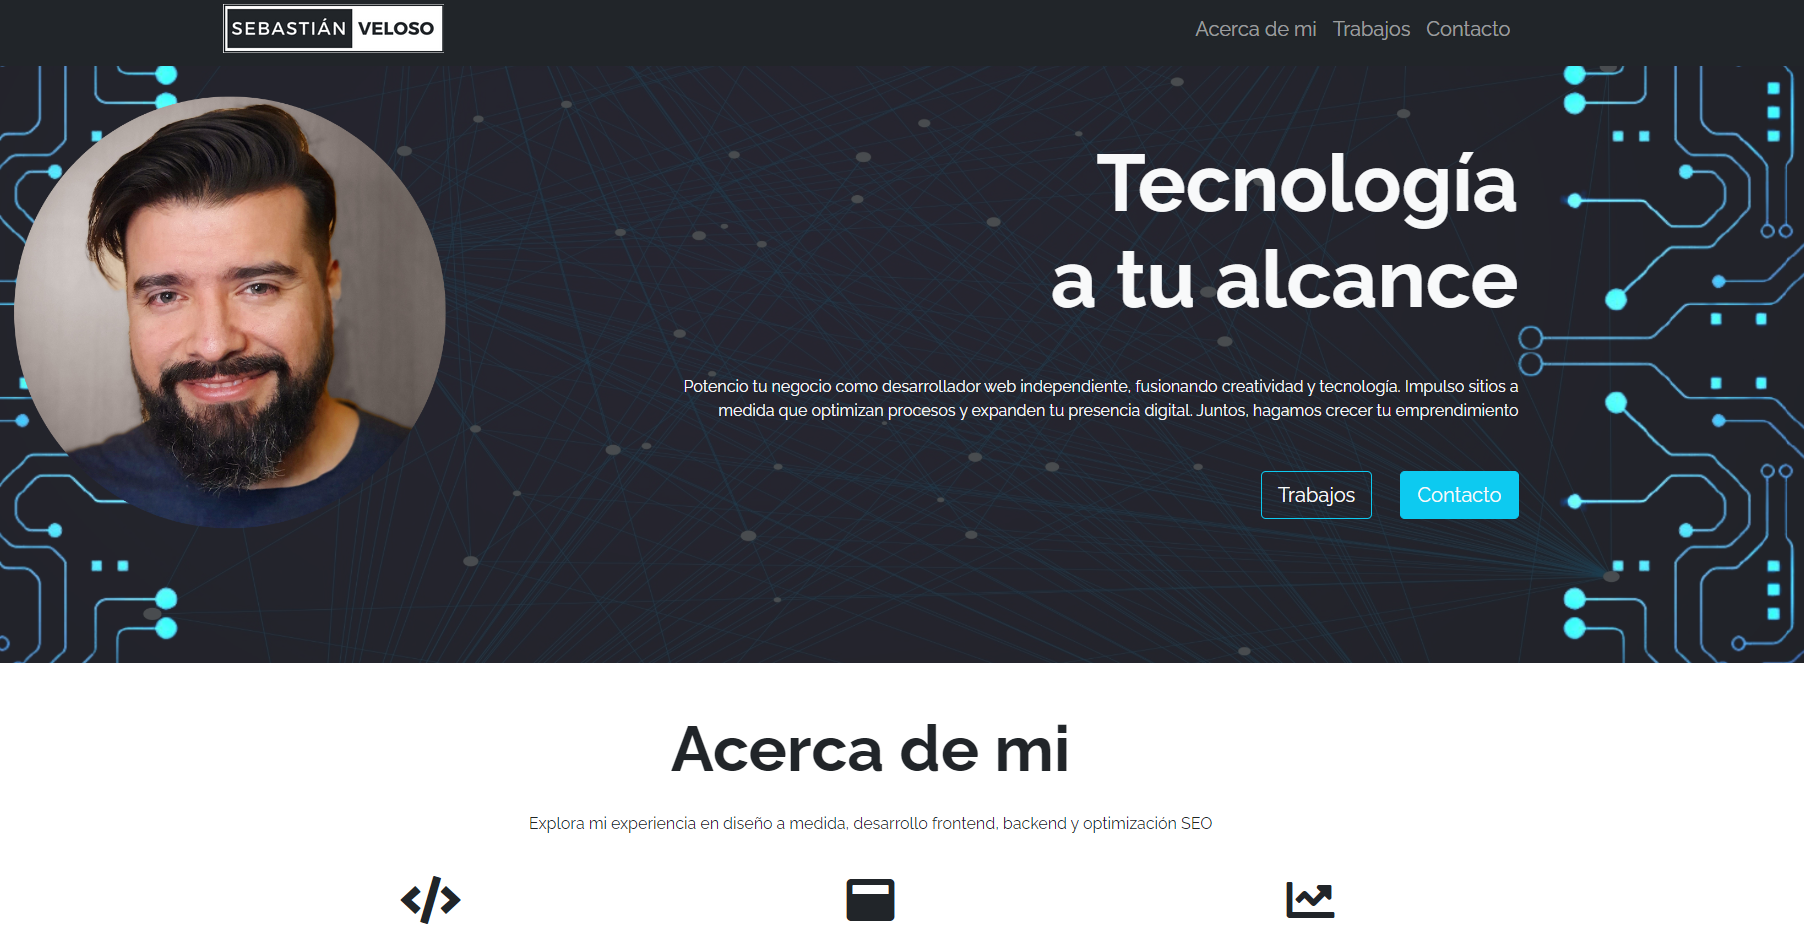 SEBASTIÁN VELOSO
Acerca de mi Trabajos Contacto
Tecnología
a tu alcance
Potencio tu negocio como desarrollador web independiente, fusionando creatividad y tecnología. Impulso sitios a
medida que optimizan procesos y expanden tu presencia digital. Juntos, hagamos crecer tu emprendimiento
Trabajos Contacto
Acerca de mi
Explora mi experiencia en diseño a medida, desarrollo frontend, backend y optimización SEO